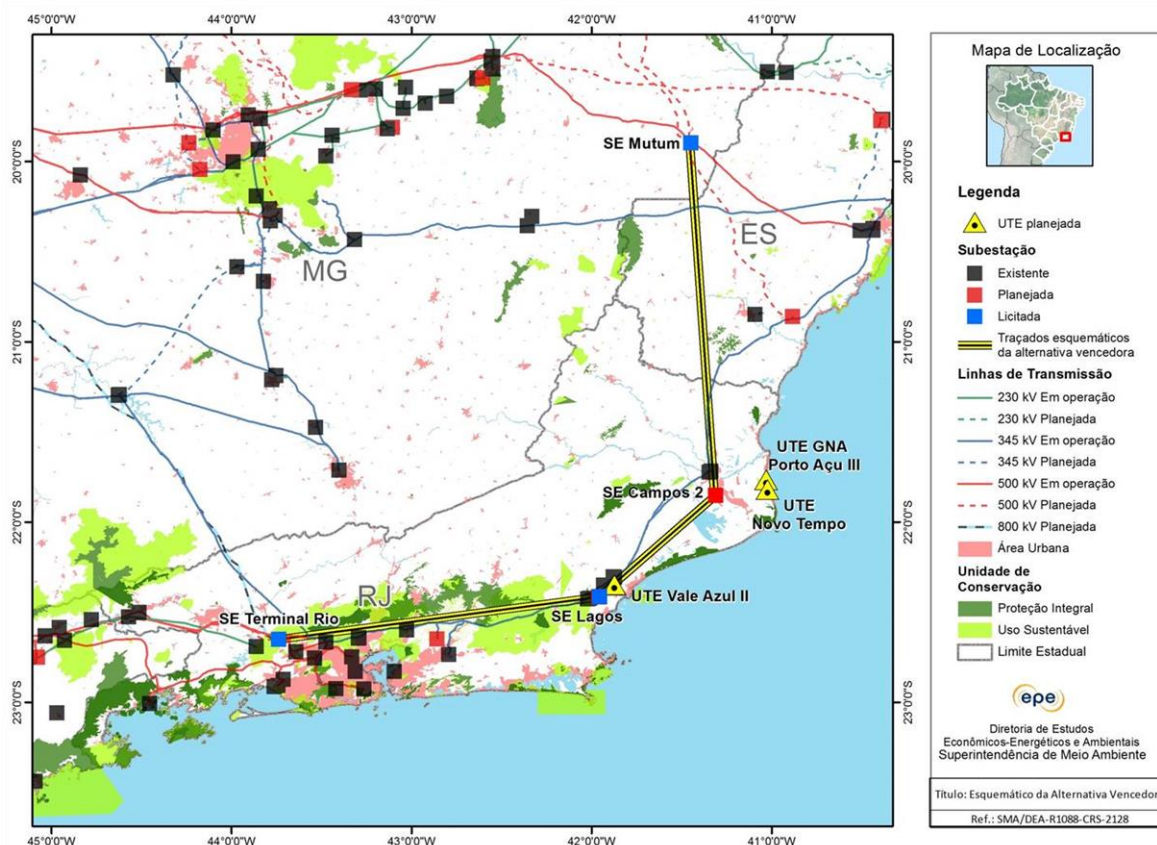 45°0'0"O 44°0'0"O 43°0'0"O 42°0'0"O 41°0'0"O
20°0'0"S
21°0'0"S
22°0'0"S
23°0'0"S
SE Mutum
ES
MG
UTE GNA
Porto Açu III
SE Campos 2
UTE
Novo Tempo
RJ
UTE Vale Azul II
SE Terminal Rio
SE Lagos
20°0'0"S
21°0'0"S
22°0'0"S
23°0'0"S
45°0'0"O 44°0'0"O 43°0'0"O 42°0'0"O 41°0'0"O
Mapa de Localização
Legenda
UTE planejada
Subestação
Existente
Planejada
Licitada
Traçados esquemáticos
da alternativa vencedora
Linhas de Transmissão
230 kV Em operação
230 kV Planejada
345 kV Em operação
345 kV Planejada
500 kV Em operação
500 kV Planejada
800 kV Planejada
Área Urbana
Unidade de
Conservação
Proteção Integral
Uso Sustentável
Limite Estadual
epe
Diretoria de Estudos
Econômicos-Energéticos e Ambientais
Superintendência de Meio Ambiente
Título: Esquemático da Alternativa Vencedor
Ref.: SMA/DEA-R1088-CRS-2128